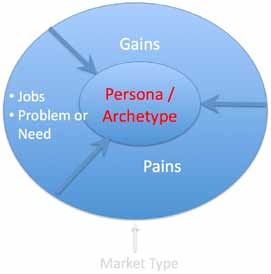 Gains
• Jobs
• Problem or
Need
Persona /
Archetype
Pains
Market Type